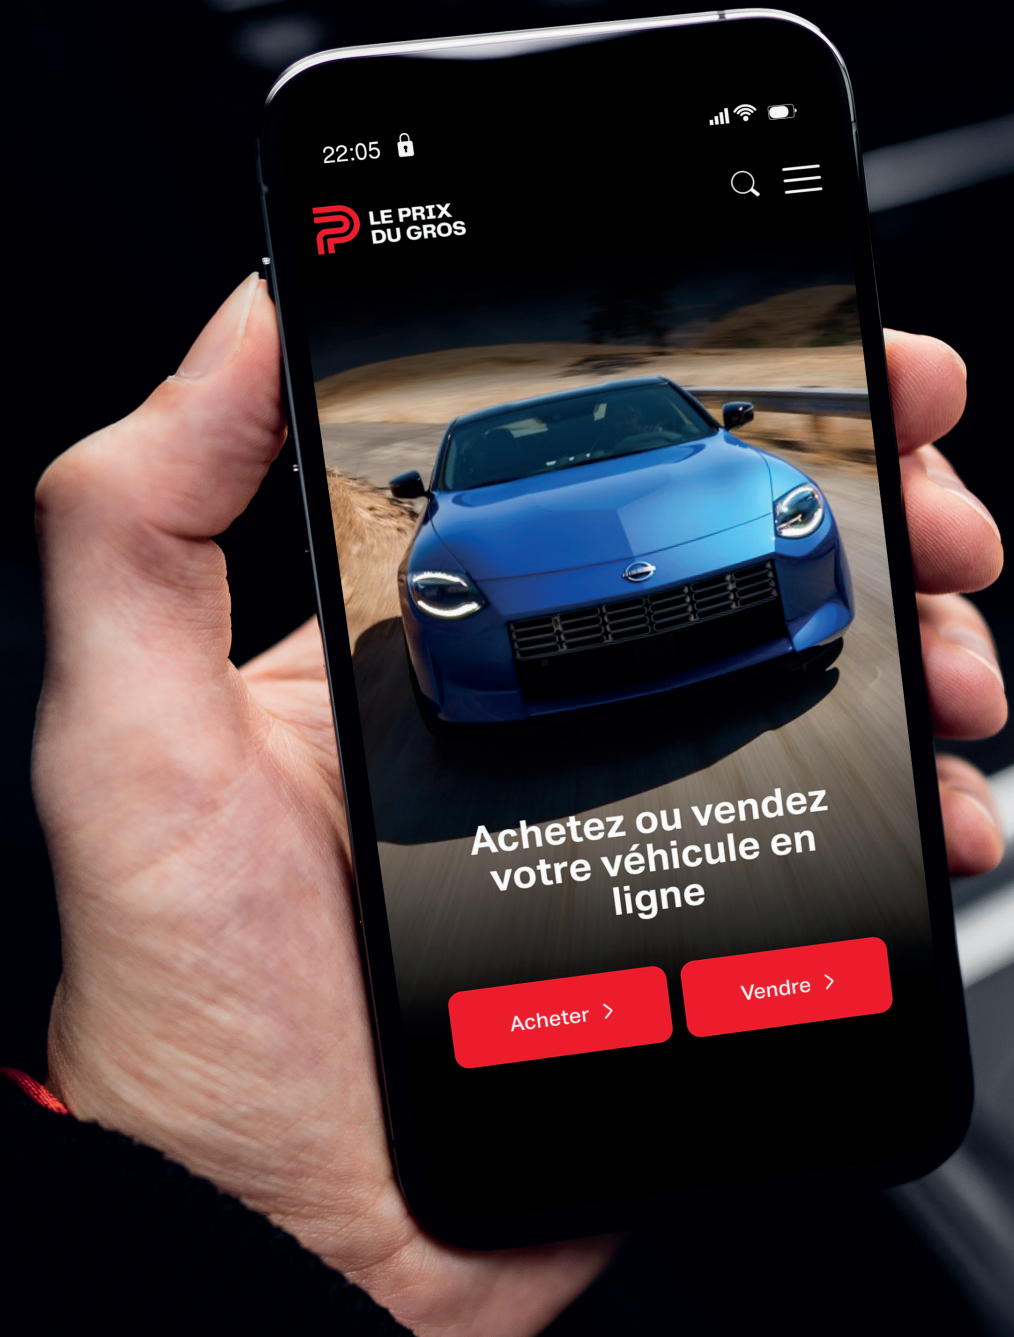 22:05
LE PRIX
DU GROS
Achetez ou vendez
votre véhicule en
ligne
Acheter
Vendre